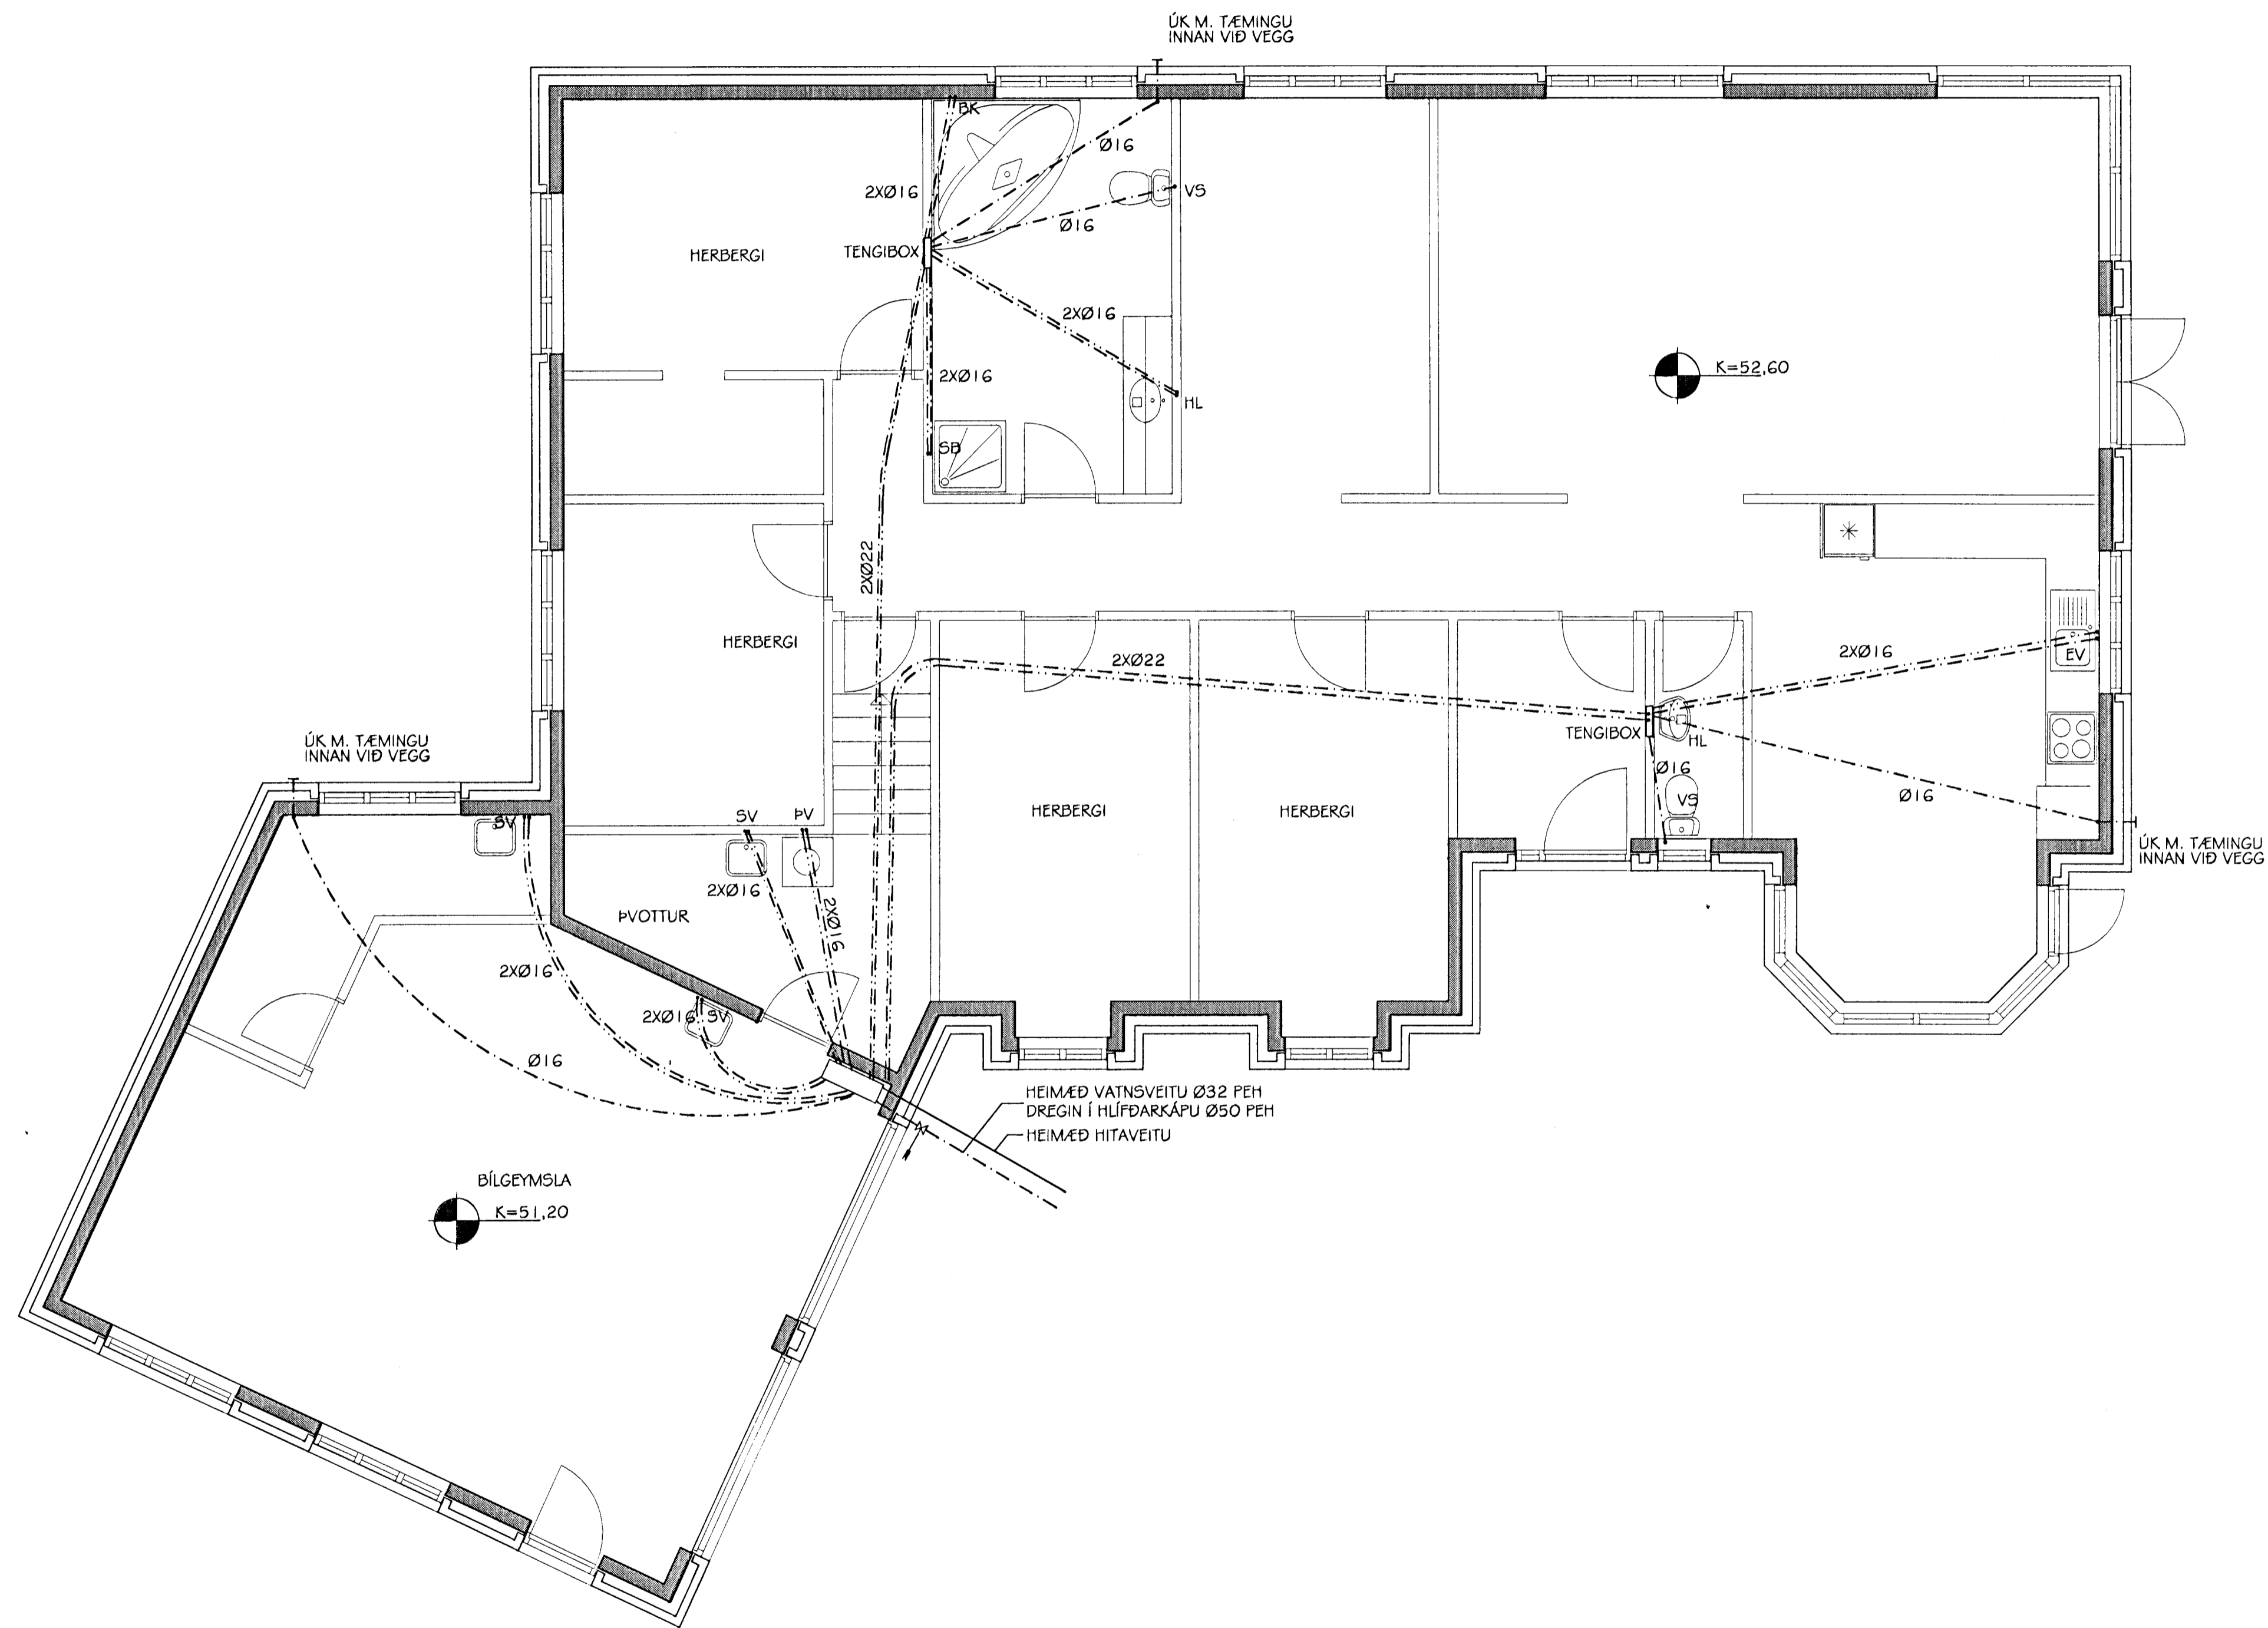 ÚK M. TÆMINGU
INNAN VIÐ VEGG
BK
Ø16
2XØ16
VS
Ø16
HERBERGI
TENGIBOX
2XØ16
K=52,60
2XØ16
HL
SB
2XØ22
HERBERGI
2XØ22
2XØ16
EV
ÚK M. TÆMINGU
INNAN VIÐ VEGG
TENGIBOX
HL
Ø16
VS
Ø16
HERBERGI
HERBERGI
SV
SV
ÞV
ÚK M. TÆMINGU
INNAN VIÐ VEGG
2XØ16
2XØ16
ÞVOTTUR
2XØ16
2XØ16
SV
Ø16
HEIMÆÐ VATNSVEITU Ø32 PEH
DREGIN Í HLÍFÐARKÁPU Ø50 PEH
HEIMÆÐ HITAVEITU
BÍLGEYMSLA
K=51,20